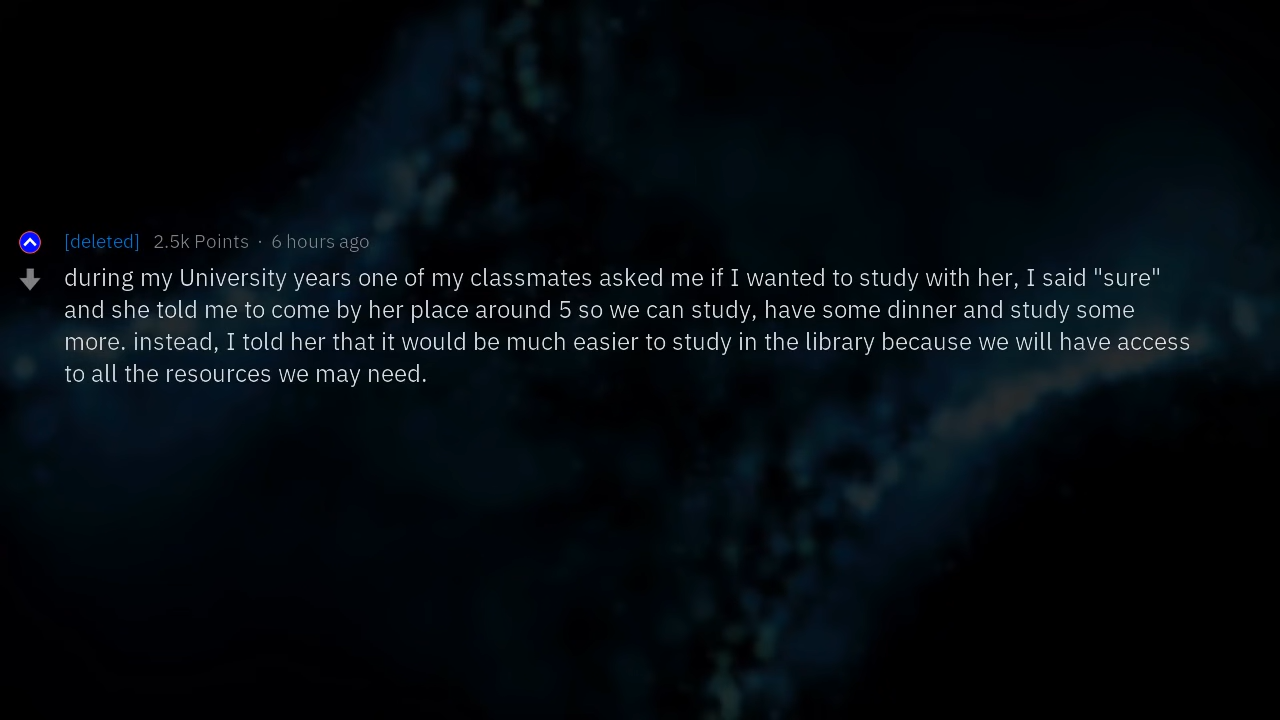 [deleted] 2.5k Points · 6 hours ago
during my University years one of my classmates asked me if I wanted to study with her, I said "sure"
and she told me to come by her place around 5 so we can study, have some dinner and study some
more. instead, I told her that it would be much easier to study in the library because we will have access
to all the resources we may need.